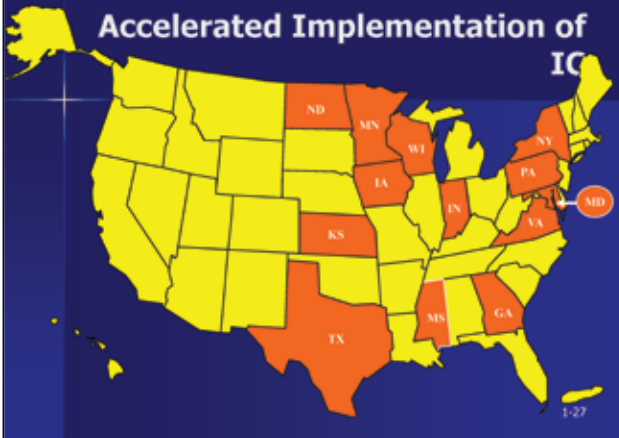 Accelerated Implementation of
IC
ND
MN
WI
NY
IA
PA
IN
MD
KS
VA
MS
GA
TX
1-27